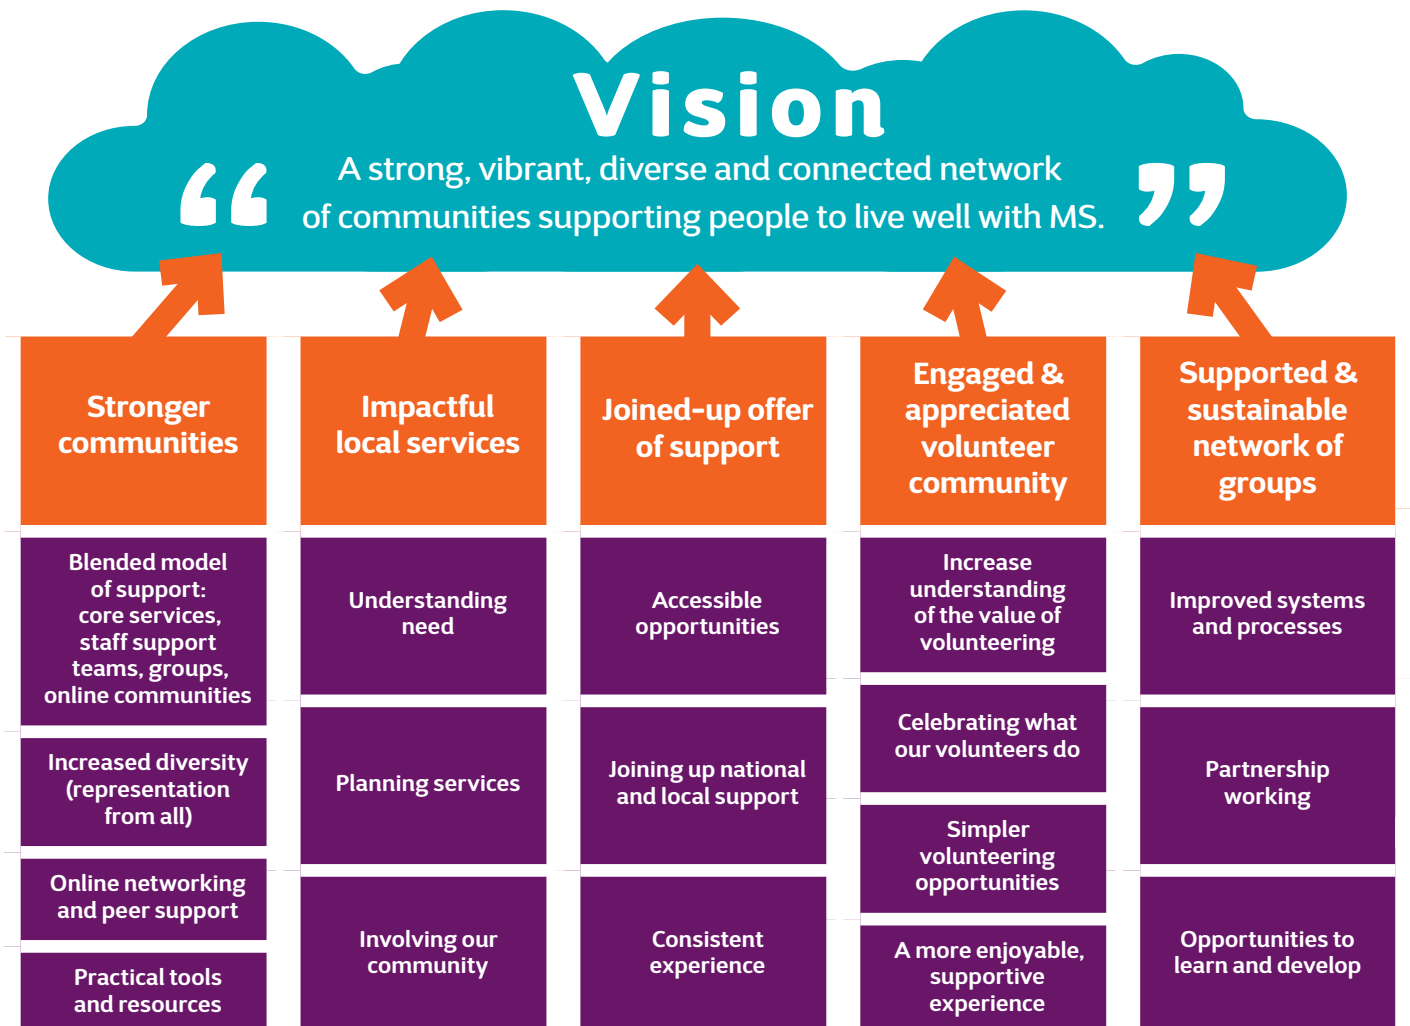 Vision
“
A strong, vibrant, diverse and connected network
of communities supporting people to live well with MS.
”
Stronger
communities
Blended model
of support:
core services,
staff support
teams, groups,
online communities
Increased diversity
(representation
from all)
Online networking
and peer support
Practical tools
and resources
Impactful
local services
Understanding
need
Planning services
Involving our
community
Joined-up offer
of support
Accessible
opportunities
Joining up national
and local support
Consistent
experience
Engaged &
appreciated
volunteer
community
Increase
understanding
of the value of
volunteering
Celebrating what
our volunteers do
Simpler
volunteering
opportunities
A more enjoyable,
supportive
experience
Supported &
sustainable
network of
groups
Improved systems
and processes
Partnership
working
Opportunities to
learn and develop